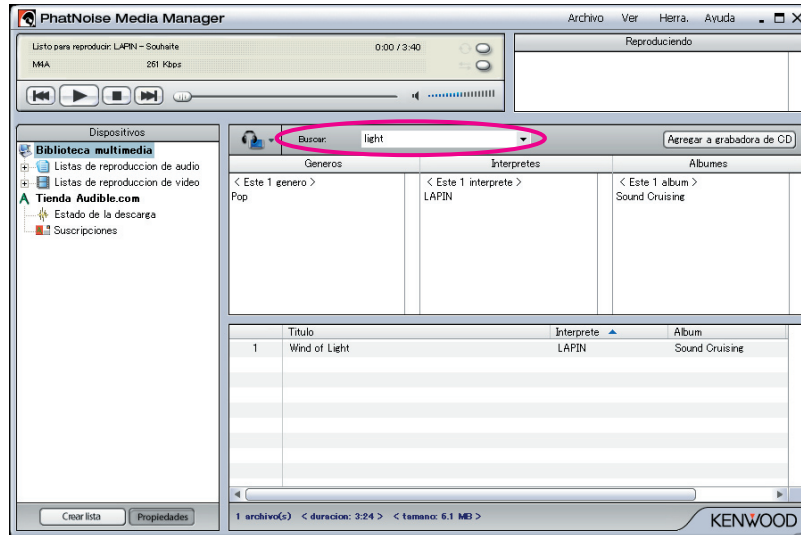 PhatNoise Media Manager Archivo Ver Herra. Ayuda
Listo para reproducir: LAPIN - Souhaite 0:00 / 3:40
M4A 261 Kbps
Reproduciendo
Dispositivos
Biblioteca multimedia
Listas de reproduccion de audio
Listas de reproduccion de video
Tienda Audible.com
Estado de la descarga
Suscripciones
Crear lista Propiedades
Buscar: light Agregar a grabadora de CD
Generos Interpretes Albumes
< Este 1 genero > < Este 1 interprete > < Este 1 album >
Pop LAPIN Sound Cruising
Titulo Interprete Album
1 Wind of Light LAPIN Sound Cruising
1 archivo(s) < duracion: 3:24 > < tamano: 6.1 MB >
KENWOOD